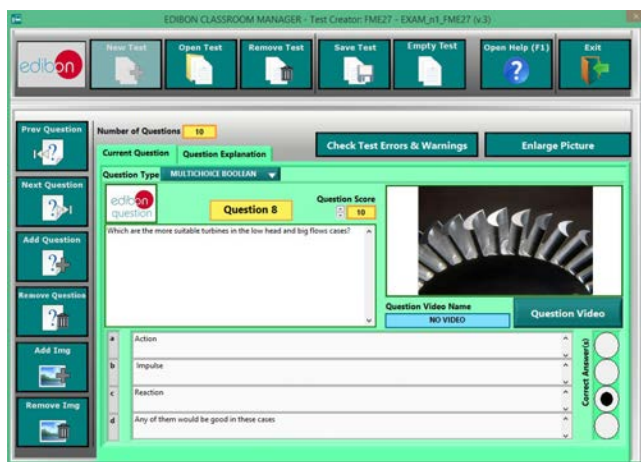 EDIBON CLASSROOM MANAGER - Test Creator: FME27 - EXAM_n1_FME27 (v.3)
edibon
New Test
Open Test
Remove Test
Save Test
Empty Test
Open Help (F1)
Exit
Prev Question
Next Question
Add Question
Remove Question
Add Img
Remove Img
Number of Questions 10
Check Test Errors & Warnings
Enlarge Picture
Current Question
Question Explanation
Question Type MULTICHOICE BOOLEAN
edibon
question
Question 8
Question Score
10
Which are the more suitable turbines in the low head and big flows cases?
Question Video Name
NO VIDEO
Question Video
a Action
b Impulse
c Reaction
d Any of them would be good in these cases
Correct Answer(s)